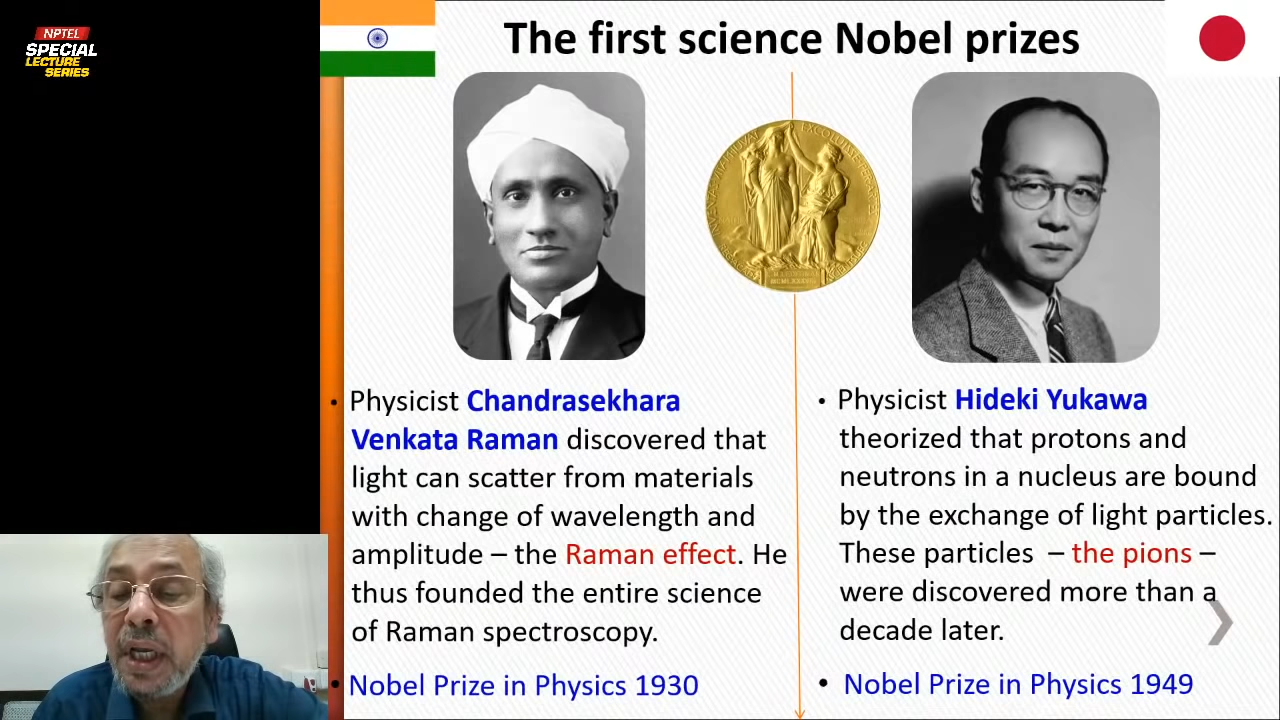 NPTEL
SPECIAL
LECTURE
SERIES
The first science Nobel prizes
• Physicist Chandrasekhara
Venkata Raman discovered that
light can scatter from materials
with change of wavelength and
amplitude – the Raman effect. He
thus founded the entire science
of Raman spectroscopy.
• Nobel Prize in Physics 1930
• Physicist Hideki Yukawa
theorized that protons and
neutrons in a nucleus are bound
by the exchange of light particles.
These particles – the pions –
were discovered more than a
decade later.
• Nobel Prize in Physics 1949